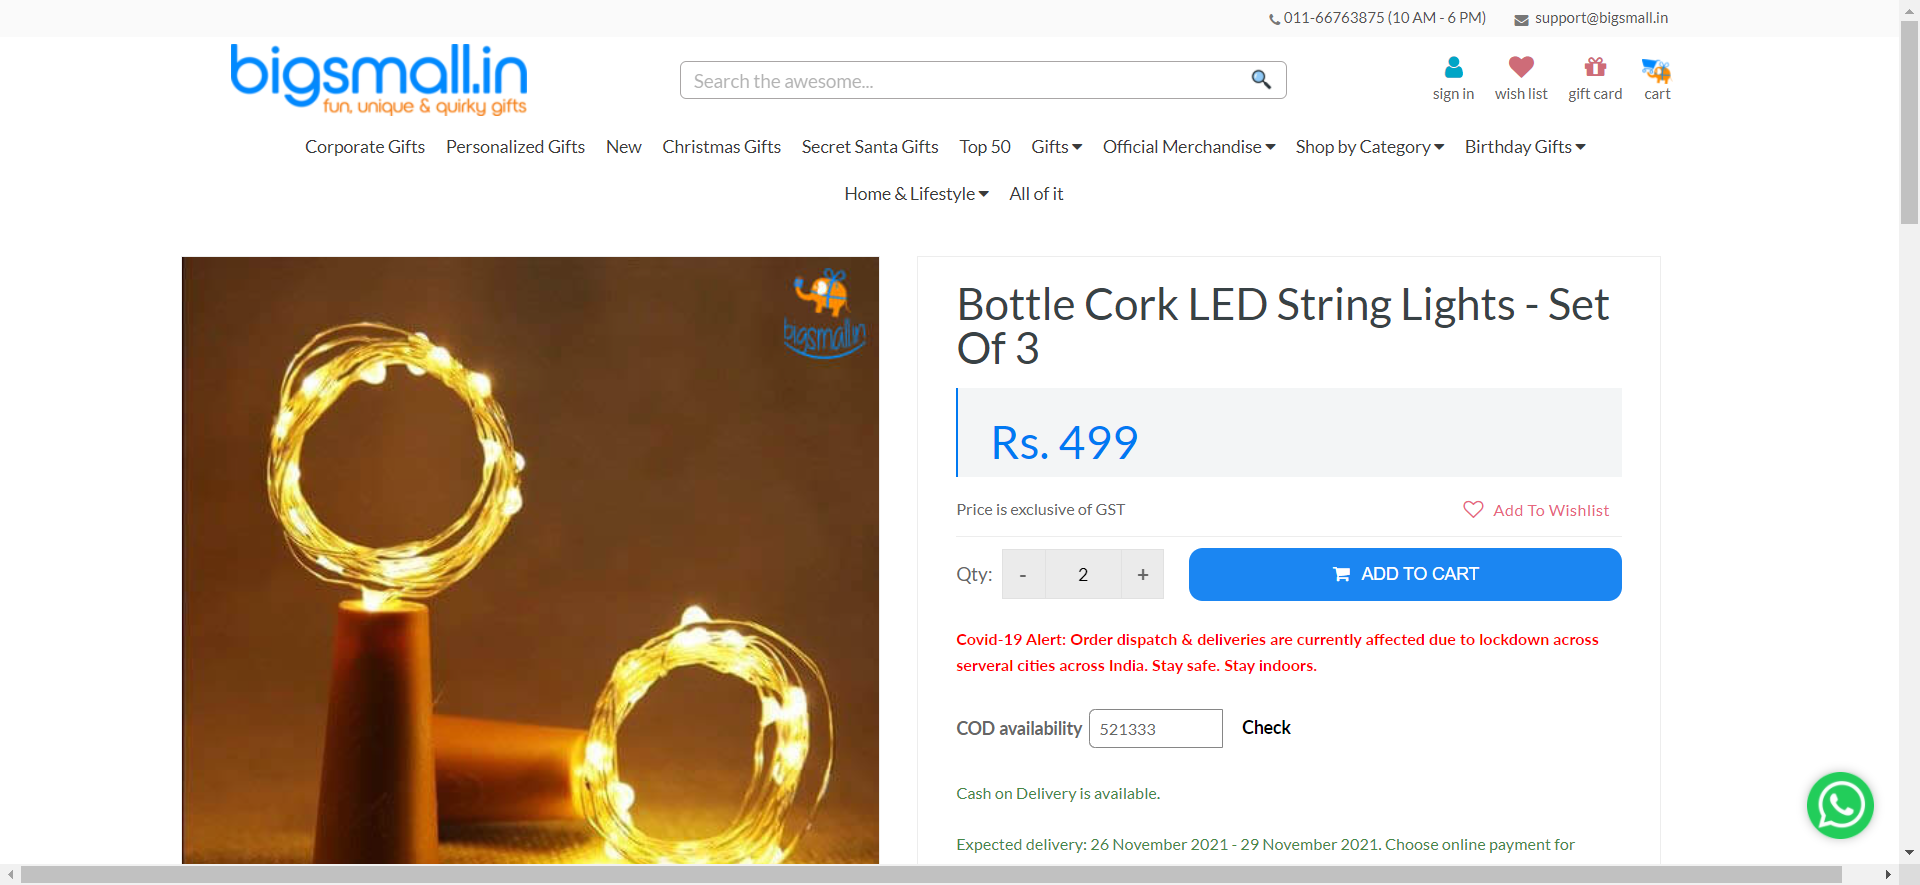 011-66763875 (10 AM - 6 PM) support@bigsmall.in
bigsmall.in
fun, unique & quirky gifts
Search the awesome...
sign in wish list gift card cart
Corporate Gifts Personalized Gifts New Christmas Gifts Secret Santa Gifts Top 50 Gifts Official Merchandise Shop by Category Birthday Gifts
Home & Lifestyle All of it
bigsmall.in
Bottle Cork LED String Lights - Set
Of 3
Rs. 499
Price is exclusive of GST Add To Wishlist
Qty: - 2 + ADD TO CART
Covid-19 Alert: Order dispatch & deliveries are currently affected due to lockdown across
serveral cities across India. Stay safe. Stay indoors.
COD availability 521333 Check
Cash on Delivery is available.
Expected delivery: 26 November 2021 - 29 November 2021. Choose online payment for